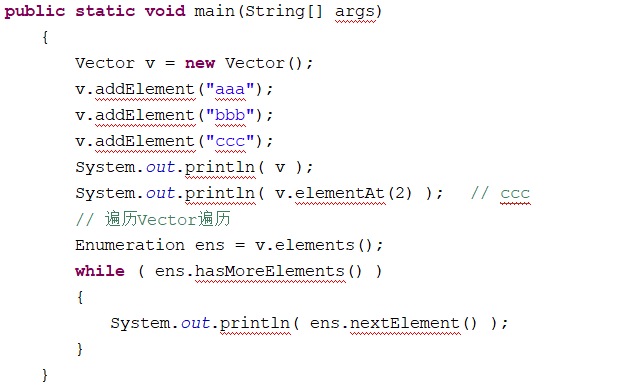 public static void main(String[] args)
{
Vector v = new Vector();
v.addElement("aaa");
v.addElement("bbb");
v.addElement("ccc");
System.out.println( v );
System.out.println( v.elementAt(2) ); // ccc
// 遍历Vector遍历
Enumeration ens = v.elements();
while ( ens.hasMoreElements() )
{
System.out.println( ens.nextElement() );
}
}